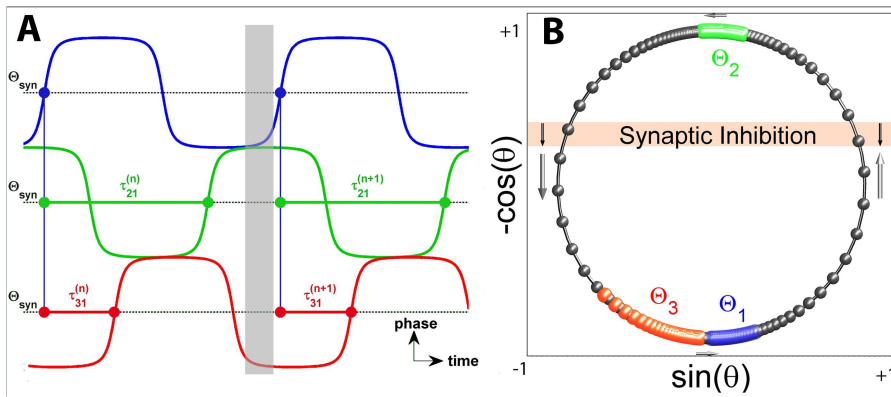 A
Θsyn
τ21(n)
τ21(n+1)
Θsyn
τ31(n)
τ31(n+1)
Θsyn
phase
time
B
+1
Θ2
Synaptic Inhibition
-cos(θ)
Θ3
Θ1
-1
sin(θ)
+1